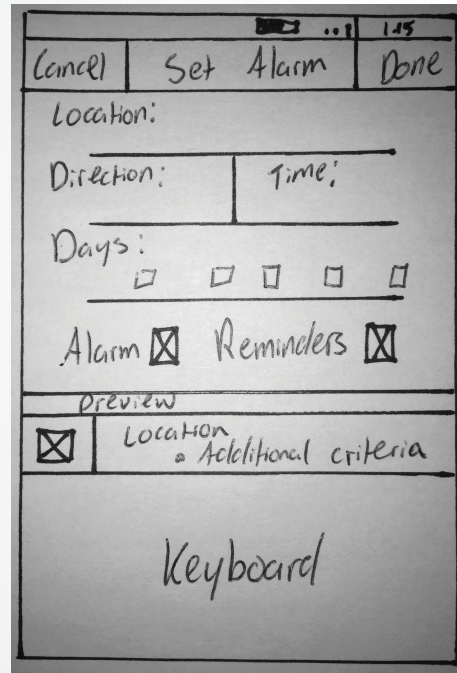 1:15
Cancel Set Alarm Done
Location:
Direction: Time:
Days:
Alarm Reminders
preview
Location
Additional criteria
Keyboard